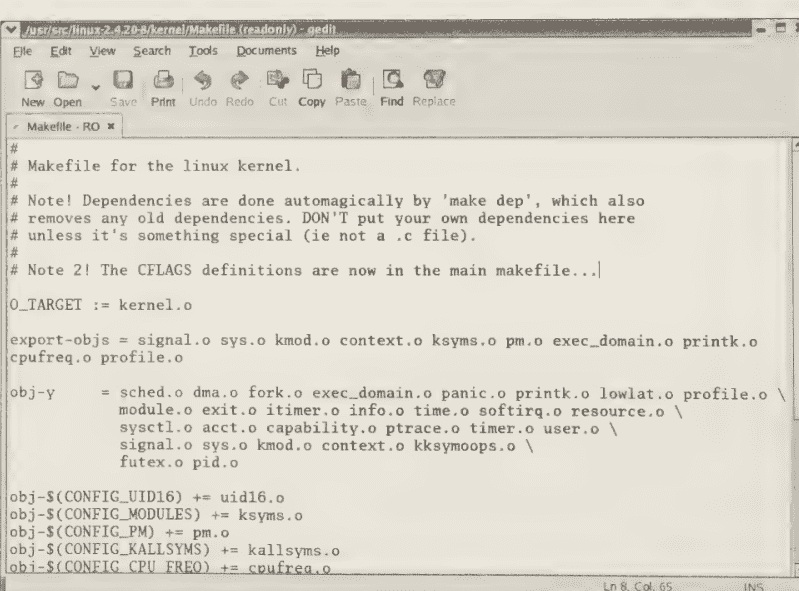 /usr/src/linux-2.4.20-8/kernel/Makefile (readonly) - gedit
File Edit View Search Tools Documents Help
New Open Save Print Undo Redo Cut Copy Paste Find Replace
Makefile - RO
#
# Makefile for the linux kernel.
#
# Note! Dependencies are done automagically by 'make dep', which also
# removes any old dependencies. DON'T put your own dependencies here
# unless it's something special (ie not a .c file).
#
# Note 2! The CFLAGS definitions are now in the main makefile...
O_TARGET := kernel.o
export-objs = signal.o sys.o kmod.o context.o ksyms.o pm.o exec_domain.o printk.o
cpufreq.o profile.o
obj-y     = sched.o dma.o fork.o exec_domain.o panic.o printk.o lowlat.o profile.o \
            module.o exit.o itimer.o info.o time.o softirq.o resource.o \
            sysctl.o acct.o capability.o ptrace.o timer.o user.o \
            signal.o sys.o kmod.o context.o kksymoops.o \
            futex.o pid.o
obj-$(CONFIG_UID16) += uid16.o
obj-$(CONFIG_MODULES) += ksyms.o
obj-$(CONFIG_PM) += pm.o
obj-$(CONFIG_KALLSYMS) += kallsyms.o
obj-$(CONFIG_CPU_FREQ) += cpufreq.o
Ln 8, Col. 65 INS